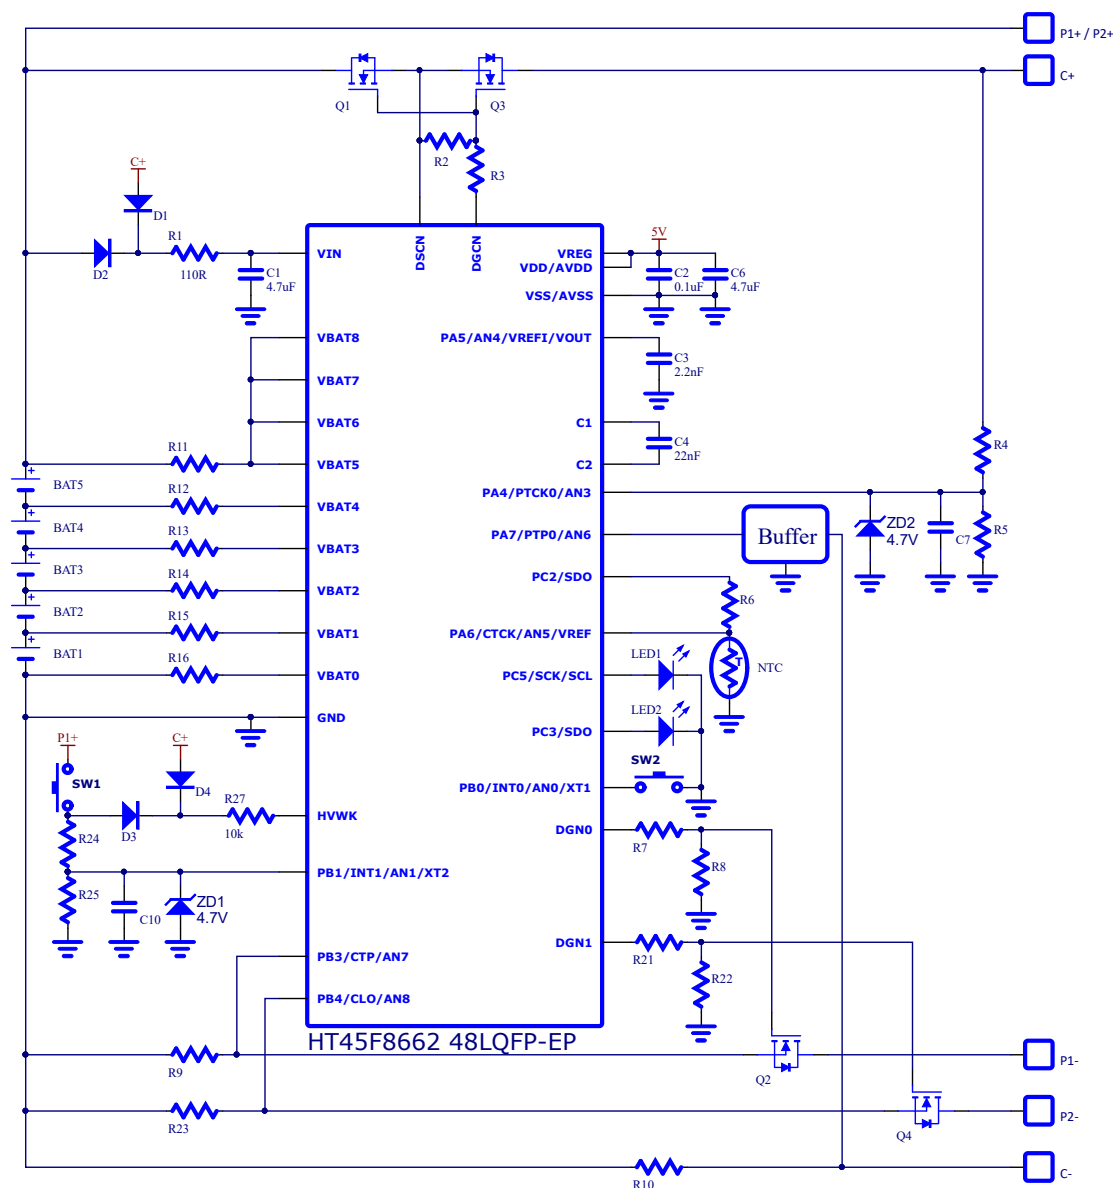 P1+ / P2+
C+
Q1
Q3
R2
R3
C+
D1
R1
D2
110R
C1
4.7uF
VIN
DSCN
DGCN
VREG
VDD/AVDD
VSS/AVSS
5V
C2
0.1uF
C6
4.7uF
VBAT8
PA5/AN4/VREFI/VOUT
C3
2.2nF
VBAT7
VBAT6
C1
C4
22nF
R4
R11
VBAT5
C2
BAT5
R12
VBAT4
PA4/PTCK0/AN3
BAT4
R13
VBAT3
PA7/PTP0/AN6
Buffer
ZD2
4.7V
C7
R5
BAT3
R14
VBAT2
PC2/SDO
R6
BAT2
R15
VBAT1
PA6/CTCK/AN5/VREF
BAT1
R16
VBAT0
PC5/SCK/SCL
LED1
T
NTC
GND
PC3/SDO
LED2
P1+
C+
SW1
D4
R27
10k
D3
HVWK
PB0/INT0/AN0/XT1
SW2
R24
DGN0
R7
R8
R25
PB1/INT1/AN1/XT2
C10
ZD1
4.7V
DGN1
R21
R22
PB3/CTP/AN7
PB4/CLO/AN8
HT45F8662 48LQFP-EP
R9
Q2
P1-
R23
Q4
P2-
R10
C-